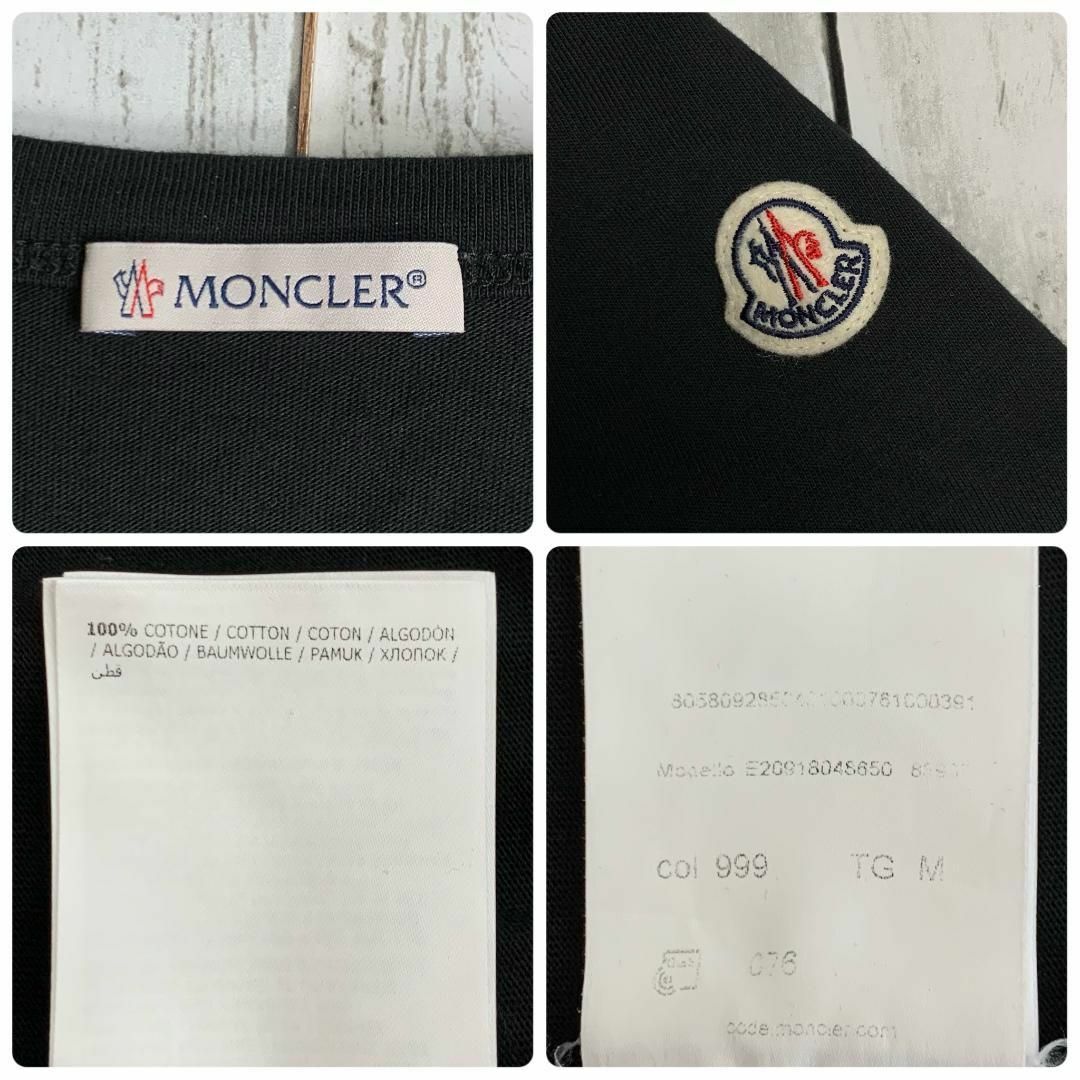 MONCLER®
MONCLER
100% COTONE / COTTON / COTON / ALGODÓN
/ ALGODÃO / BAUMWOLLE / PAMUK / ХЛОПОК /
قطن
Modello E20918048650
col 999 TG M
076
code.moncler.com